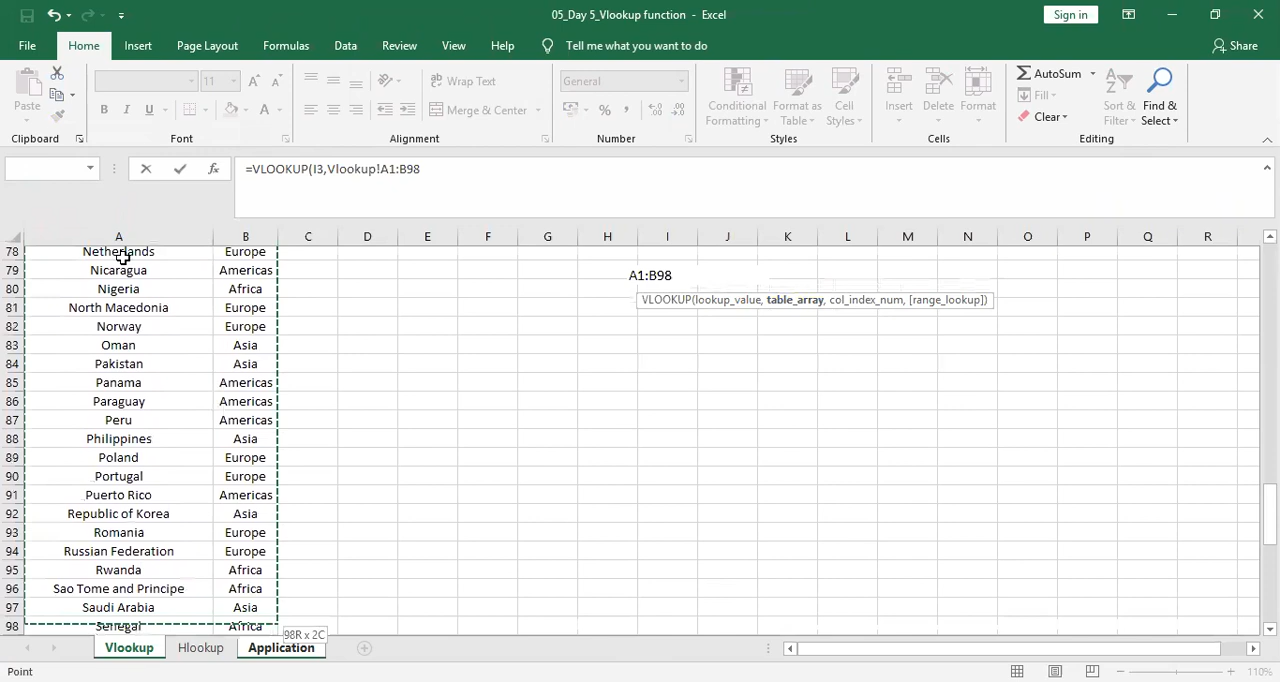 05_Day 5_Vlookup function - Excel
Sign in
File Home Insert Page Layout Formulas Data Review View Help Tell me what you want to do Share
Paste
11 A A
Wrap Text
General
Conditional Formatting
Format as Table
Cell Styles
Insert
Delete
Format
AutoSum
Fill
Clear
Sort & Filter
Find & Select
B I U
A
Merge & Center
% ,
Clipboard Font Alignment Number Styles Cells Editing
fx =VLOOKUP(I3,Vlookup!A1:B98
A B C D E F G H I J K L M N O P Q R
78 Netherlands Europe
79 Nicaragua Americas
A1:B98
80 Nigeria Africa
VLOOKUP(lookup_value, table_array, col_index_num, [range_lookup])
81 North Macedonia Europe
82 Norway Europe
83 Oman Asia
84 Pakistan Asia
85 Panama Americas
86 Paraguay Americas
87 Peru Americas
88 Philippines Asia
89 Poland Europe
90 Portugal Europe
91 Puerto Rico Americas
92 Republic of Korea Asia
93 Romania Europe
94 Russian Federation Europe
95 Rwanda Africa
96 Sao Tome and Principe Africa
97 Saudi Arabia Asia
98 Senegal Africa
98R x 2C
Vlookup Hlookup Application
Point
110%